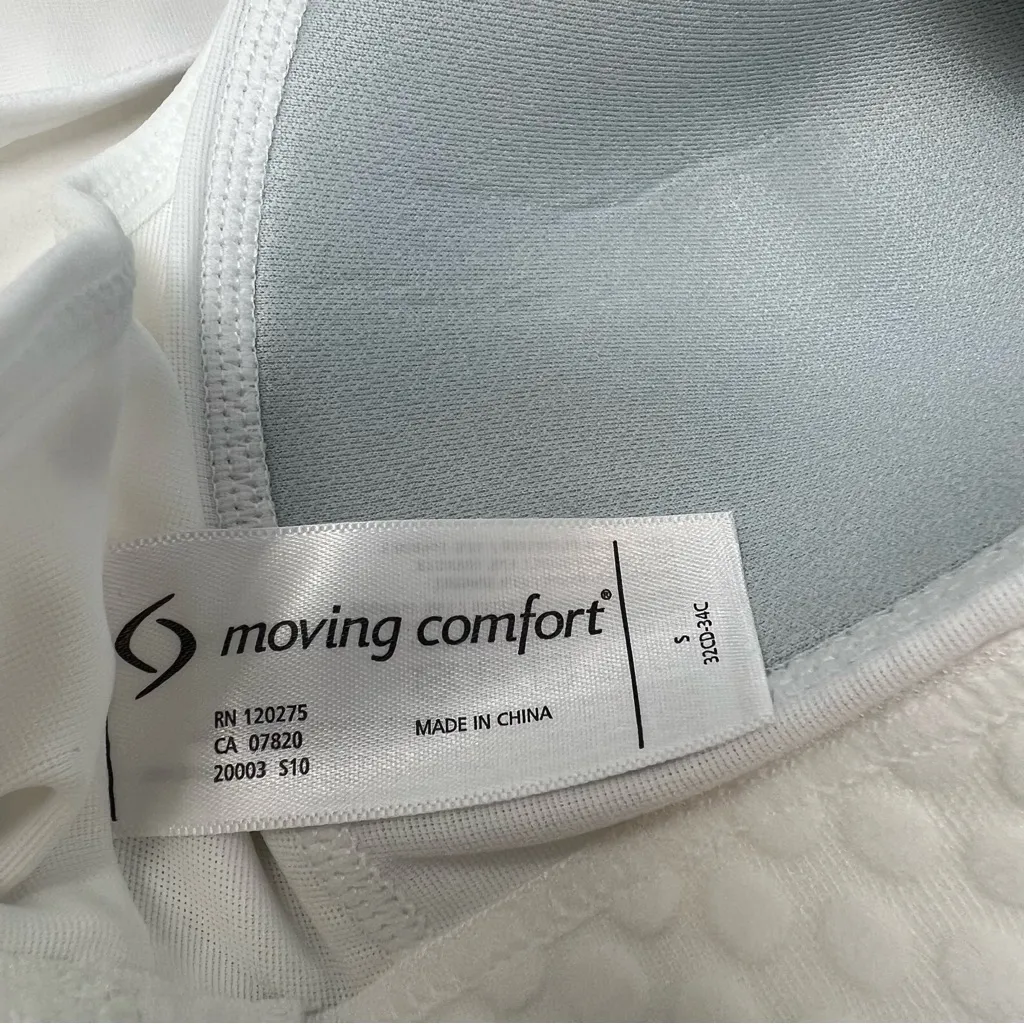 moving comfort®
RN 120275
CA 07820
20003 S10
MADE IN CHINA
S
32CD-34C